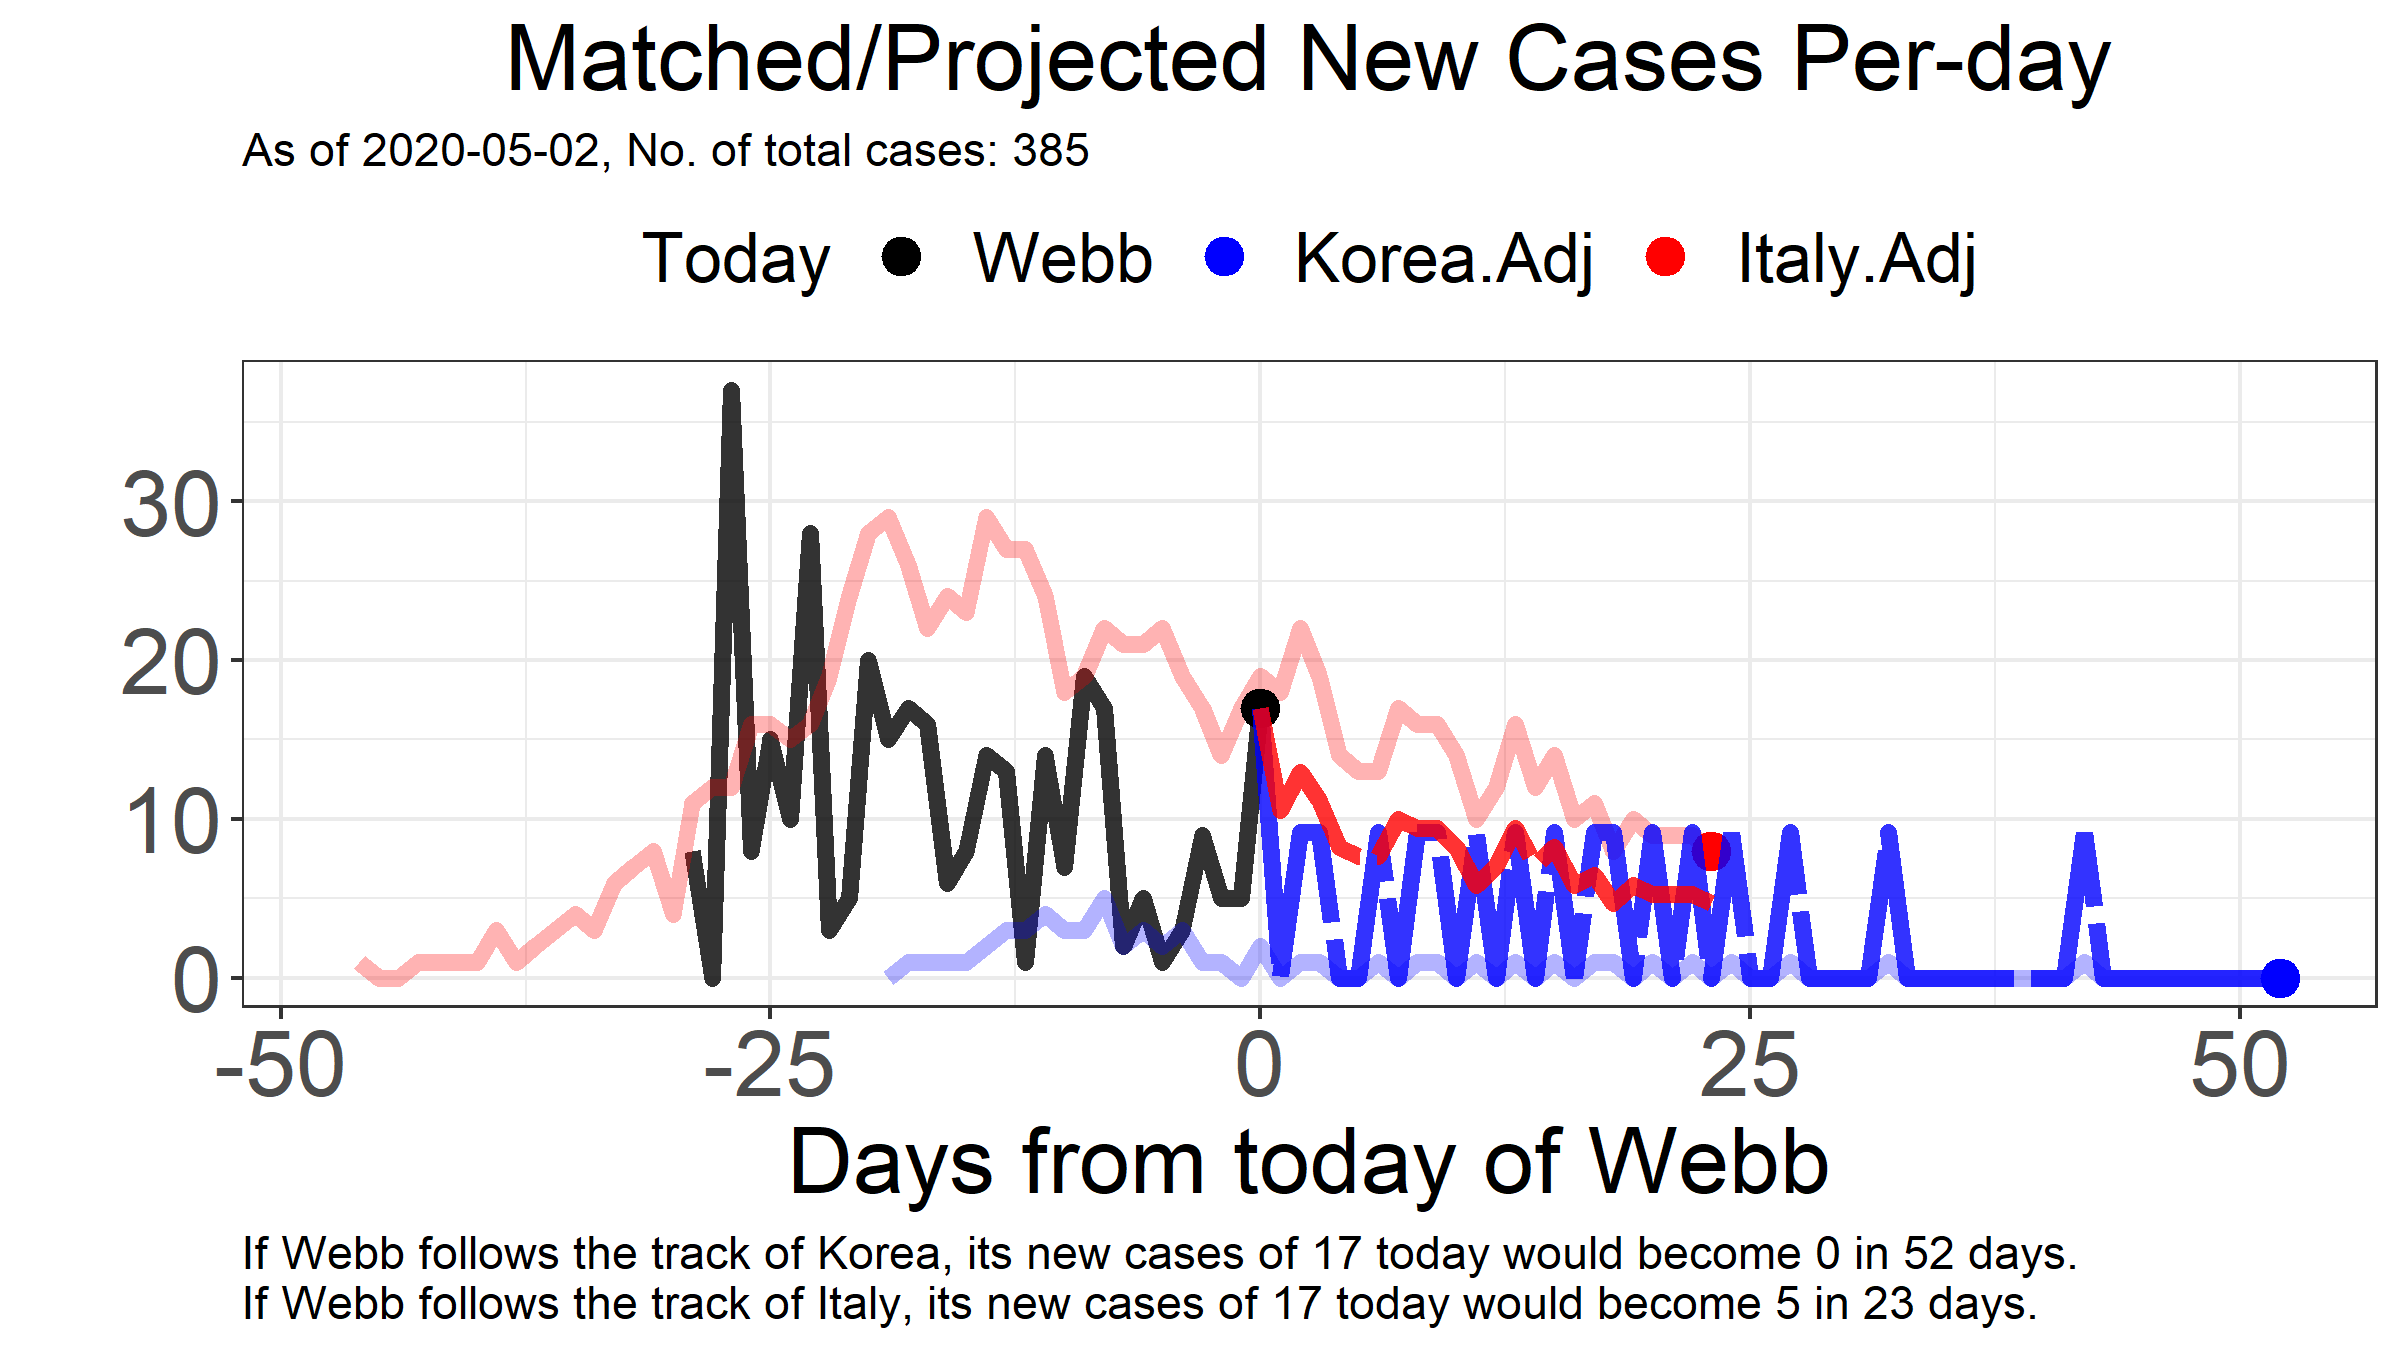 Matched/Projected New Cases Per-day
As of 2020-05-02, No. of total cases: 385
Today Webb Korea.Adj Italy.Adj
30
20
10
0
-50 -25 0 25 50
Days from today of Webb
If Webb follows the track of Korea, its new cases of 17 today would become 0 in 52 days.
If Webb follows the track of Italy, its new cases of 17 today would become 5 in 23 days.